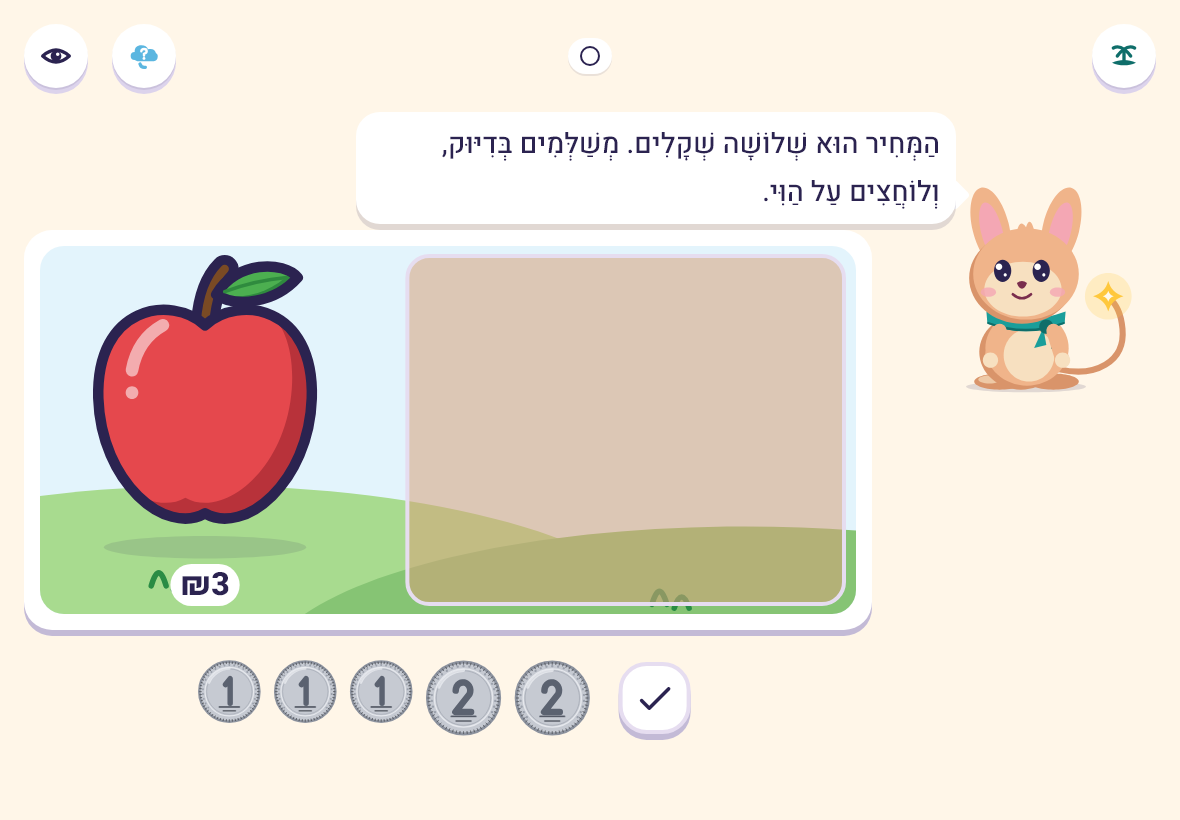 ?
הַמְּחִיר הוּא שְׁלוֹשָׁה שְׁקָלִים. מְשַׁלְּמִים בְּדִיּוּק,
וְלוֹחֲצִים עַל הַוִּי.
₪3
1 1 1 2 2